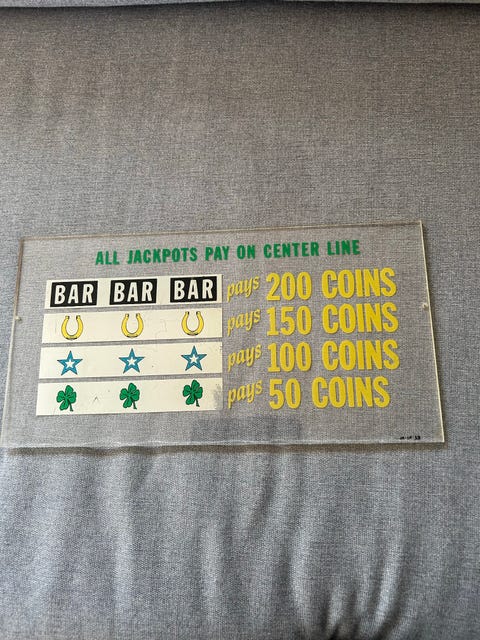 ALL JACKPOTS PAY ON CENTER LINE
BAR BAR BAR pays 200 COINS
pays 150 COINS
pays 100 COINS
pays 50 COINS